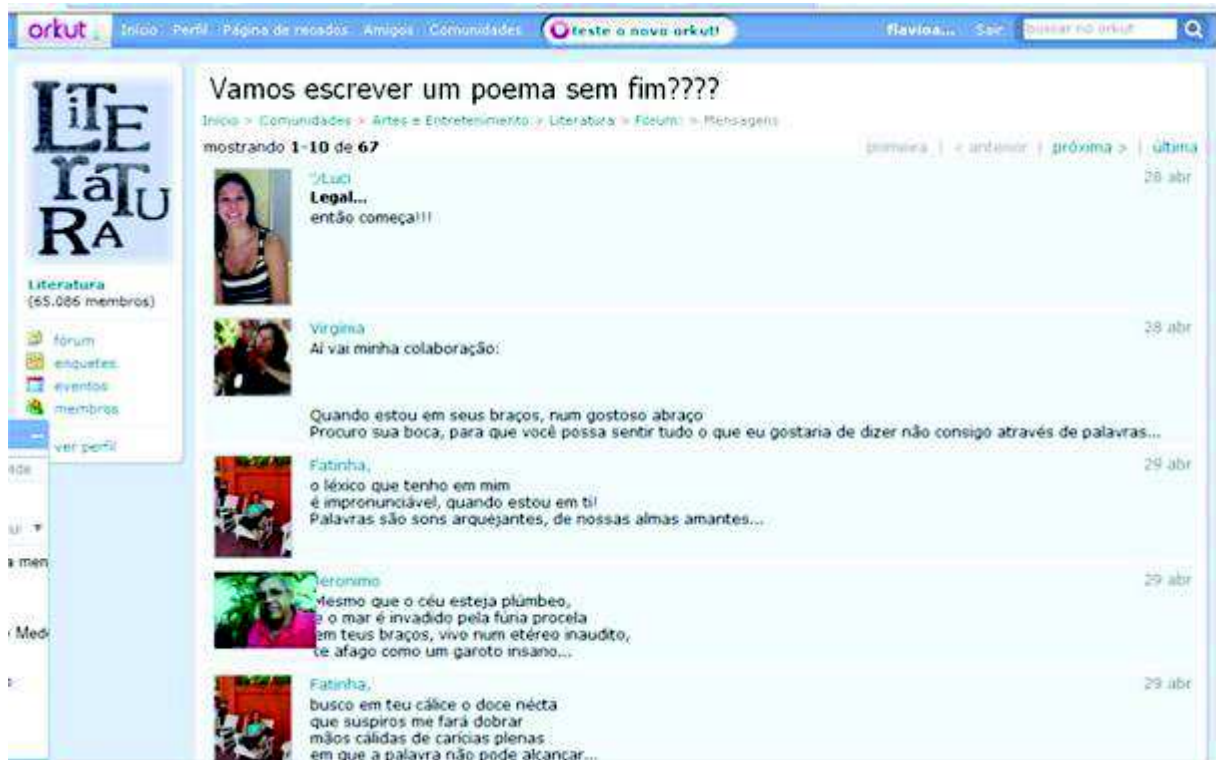 orkut Início Perfil Página de recados Amigos Comunidades teste o novo orkut! flavioa... Sair buscar no orkut
LiTEraTuRA
Vamos escrever um poema sem fim????
Início > Comunidades > Artes e Entretenimento > Literatura > Fórum: > Mensagens
mostrando 1-10 de 67 primeira | < anterior | próxima > | última
Luci 28 abr
Legal...
então começa!!!
Literatura
(65.086 membros)
fórum
enquetes
eventos
membros
ver perfil
Virginia 28 abr
Aí vai minha colaboração:
Quando estou em seus braços, num gostoso abraço
Procuro sua boca, para que você possa sentir tudo o que eu gostaria de dizer não consigo através de palavras...
Fatinha, 29 abr
o léxico que tenho em mim
é impronunciável, quando estou em ti!
Palavras são sons arquejantes, de nossas almas amantes...
Jeronimo 29 abr
Mesmo que o céu esteja plúmbeo,
e o mar é invadido pela fúria procela
em teus braços, vivo num etéreo inaudito,
te afago como um garoto insano...
Fatinha, 29 abr
busco em teu cálice o doce nécta
que suspiros me fará dobrar
mãos cálidas de carícias plenas
em que a palavra não pode alcançar...